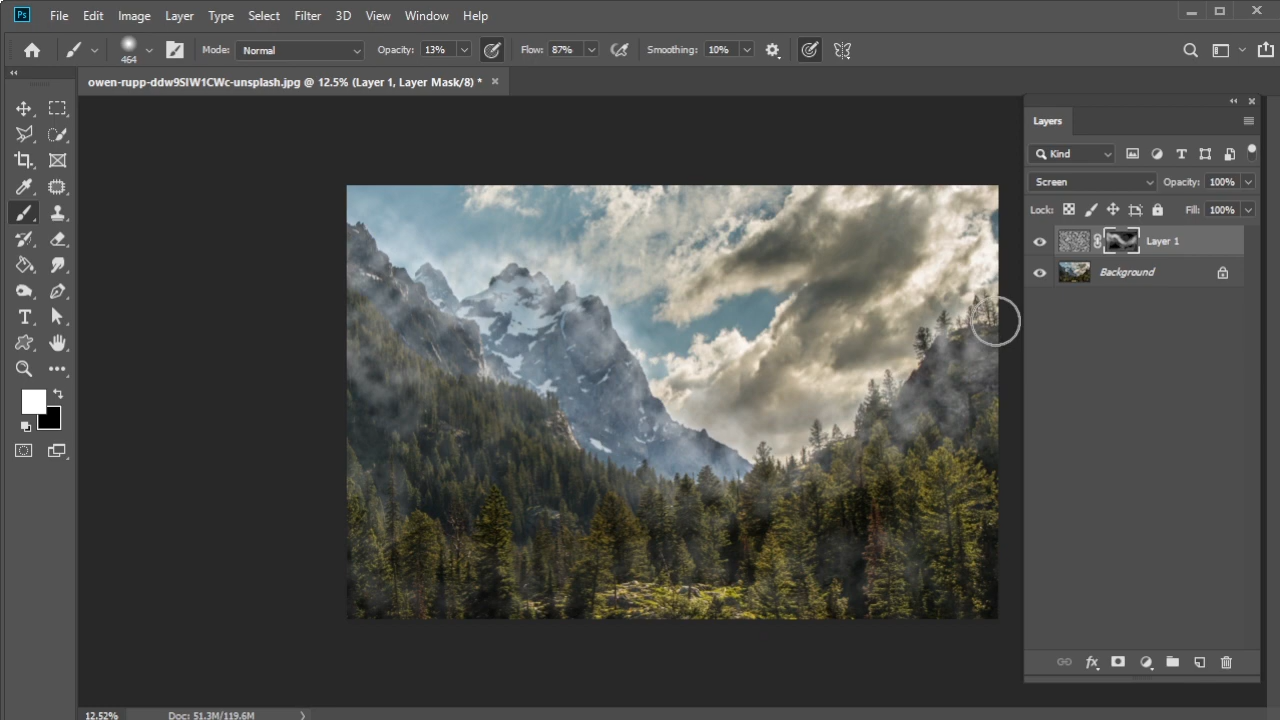 Ps File Edit Image Layer Type Select Filter 3D View Window Help
464 Mode: Normal Opacity: 13% Flow: 87% Smoothing: 10%
owen-rupp-ddw9SIW1CWc-unsplash.jpg @ 12.5% (Layer 1, Layer Mask/8) *
Layers
Kind
Screen Opacity: 100%
Lock: Fill: 100%
Layer 1
Background
12.52% Doc: 51.3M/119.6M